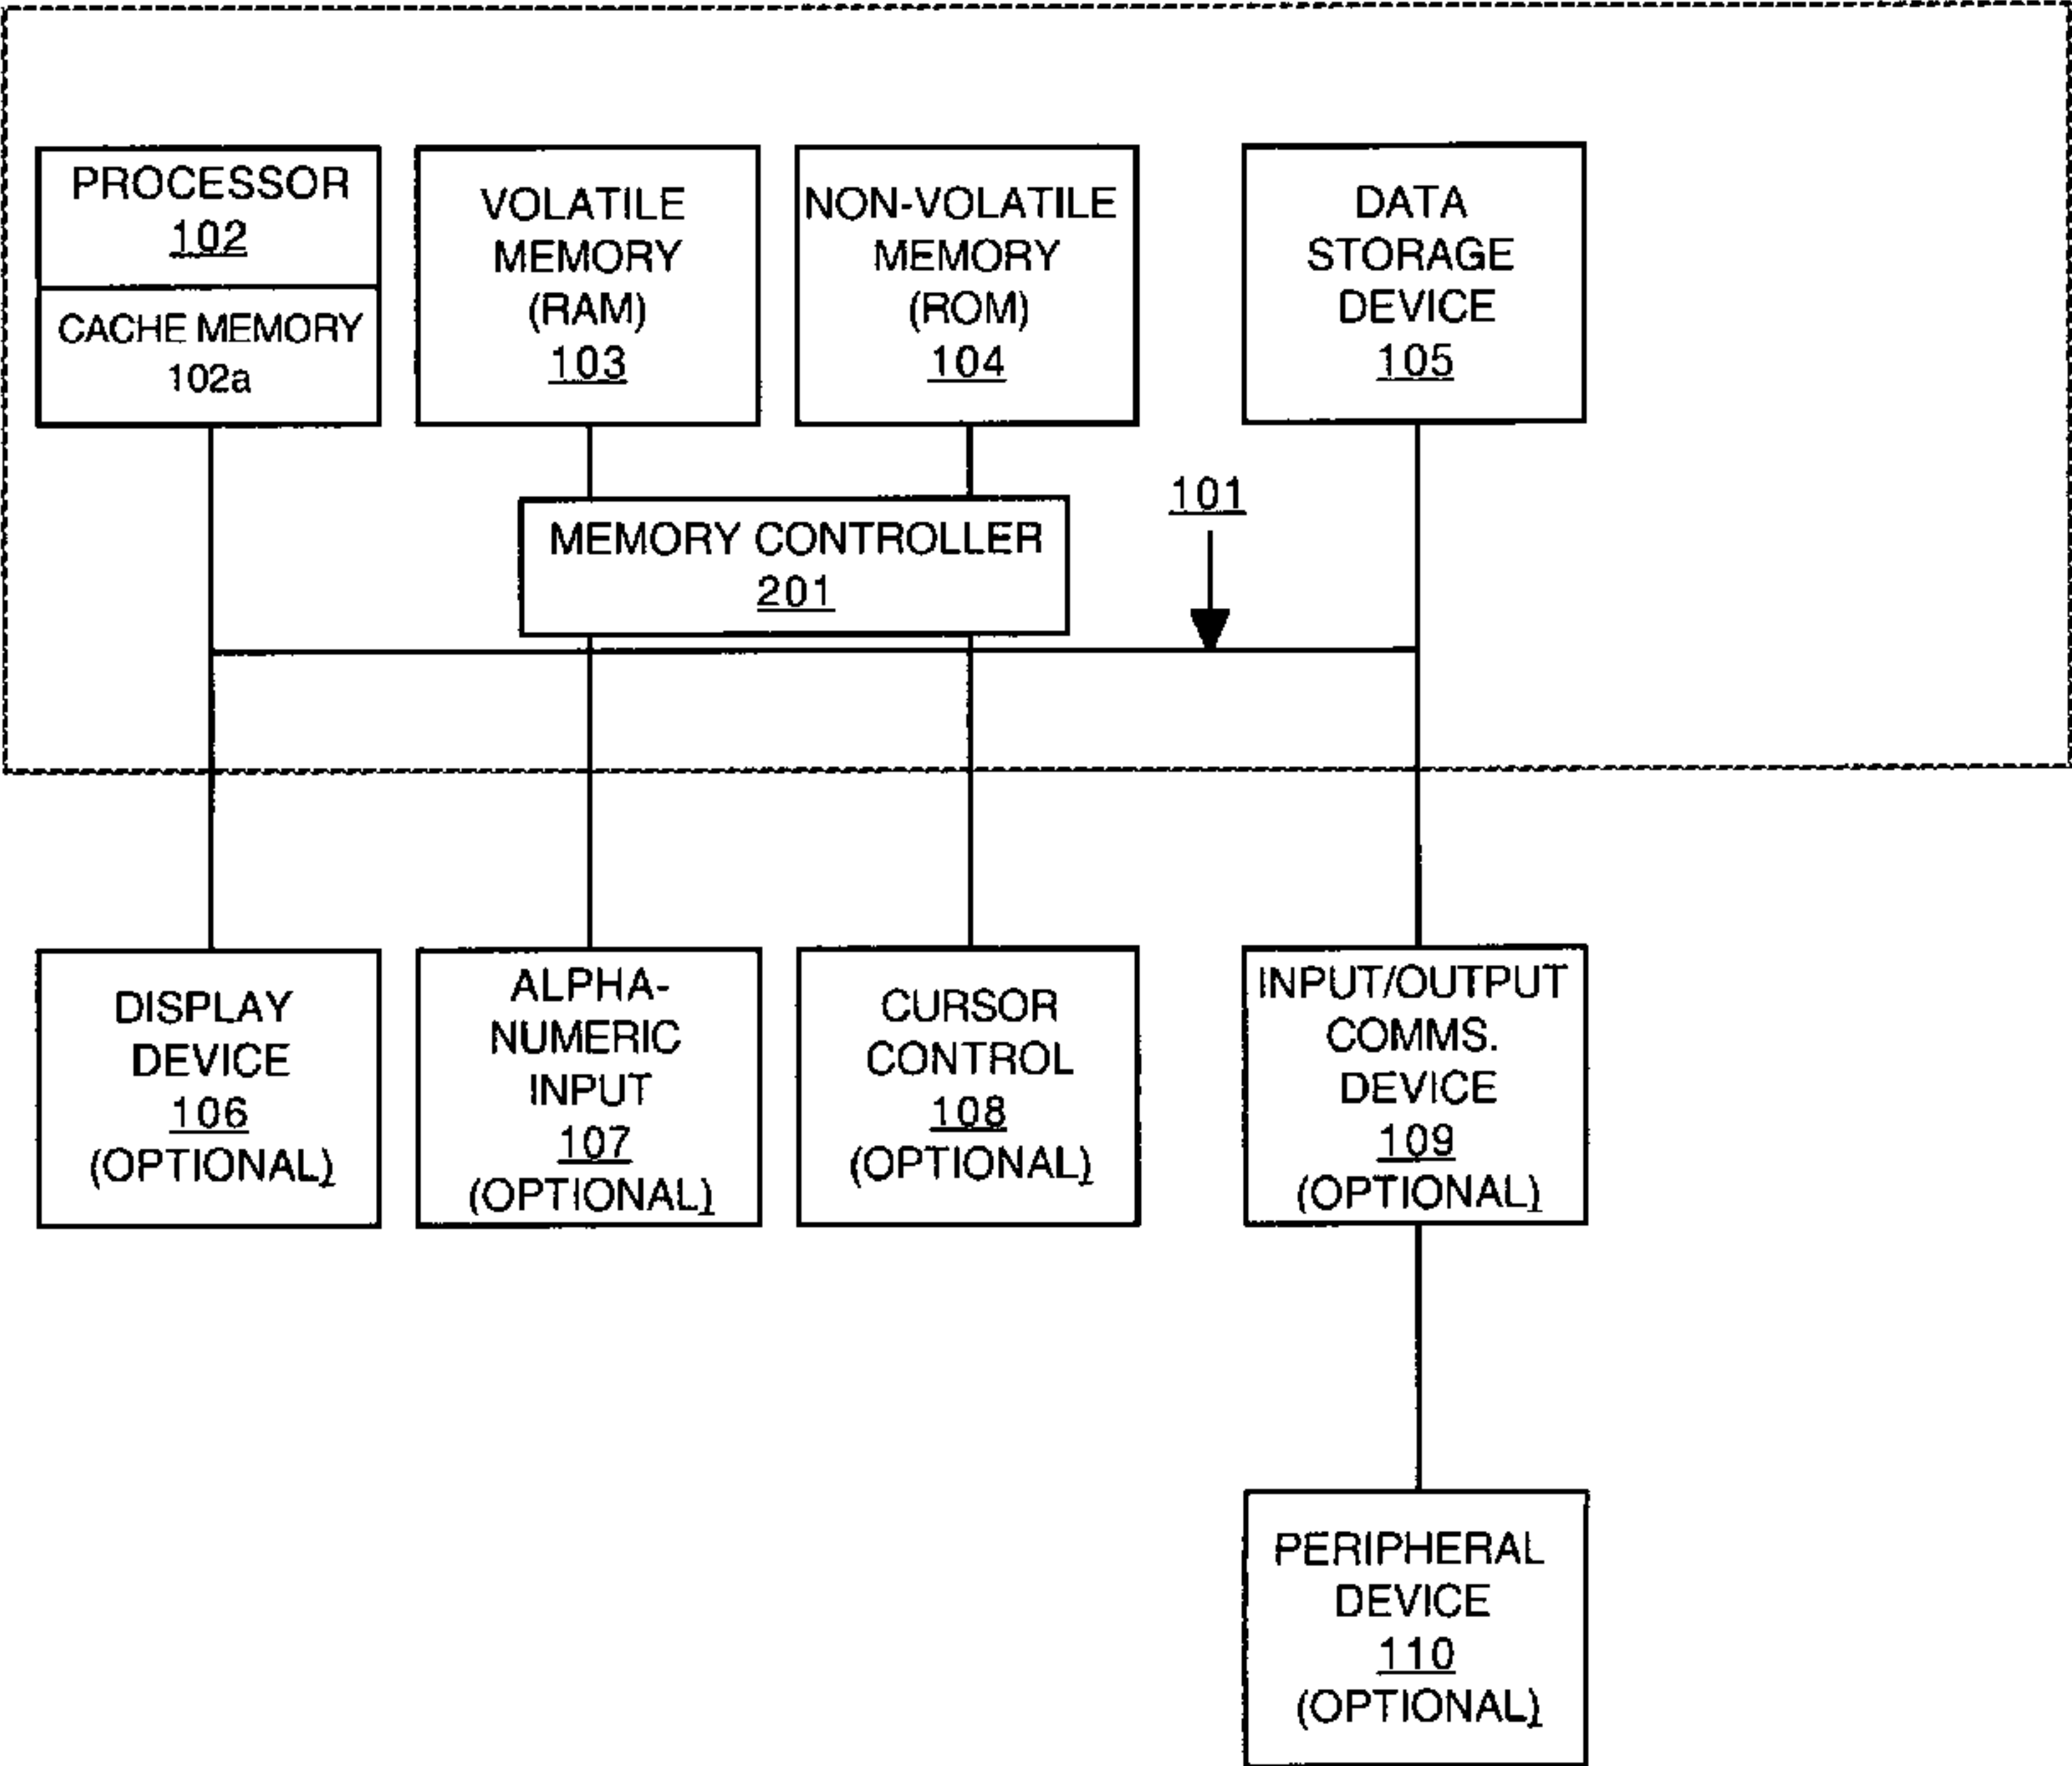 PROCESSOR
102
CACHE MEMORY
102a
VOLATILE
MEMORY
(RAM)
103
NON-VOLATILE
MEMORY
(ROM)
104
DATA
STORAGE
DEVICE
105
MEMORY CONTROLLER
201
101
DISPLAY
DEVICE
106
(OPTIONAL)
ALPHA-
NUMERIC
INPUT
107
(OPTIONAL)
CURSOR
CONTROL
108
(OPTIONAL)
INPUT/OUTPUT
COMMS.
DEVICE
109
(OPTIONAL)
PERIPHERAL
DEVICE
110
(OPTIONAL)